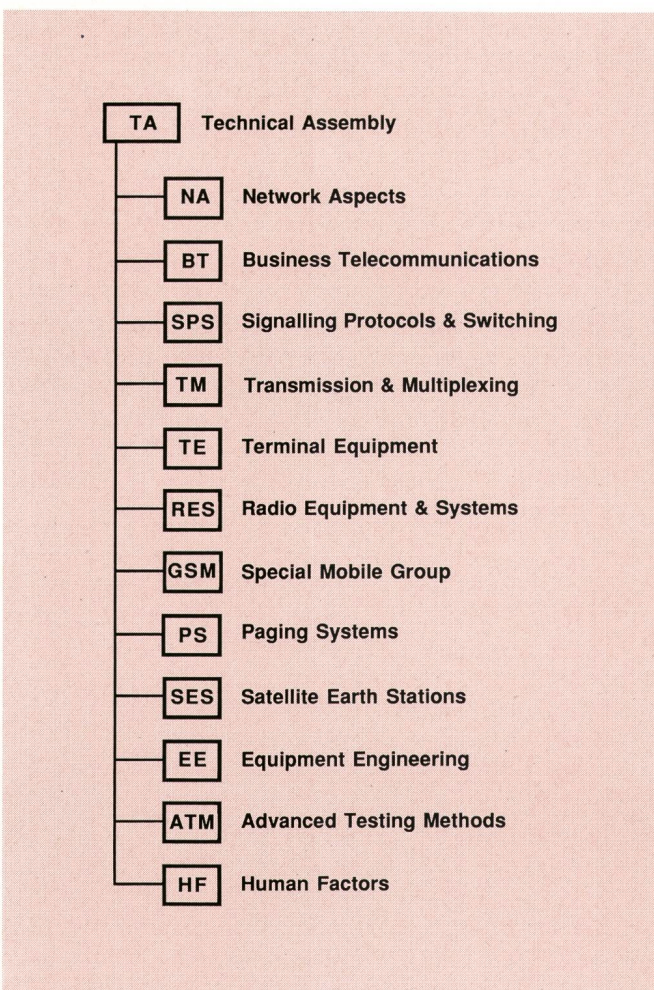 TA Technical Assembly
NA Network Aspects
BT Business Telecommunications
SPS Signalling Protocols & Switching
TM Transmission & Multiplexing
TE Terminal Equipment
RES Radio Equipment & Systems
GSM Special Mobile Group
PS Paging Systems
SES Satellite Earth Stations
EE Equipment Engineering
ATM Advanced Testing Methods
HF Human Factors